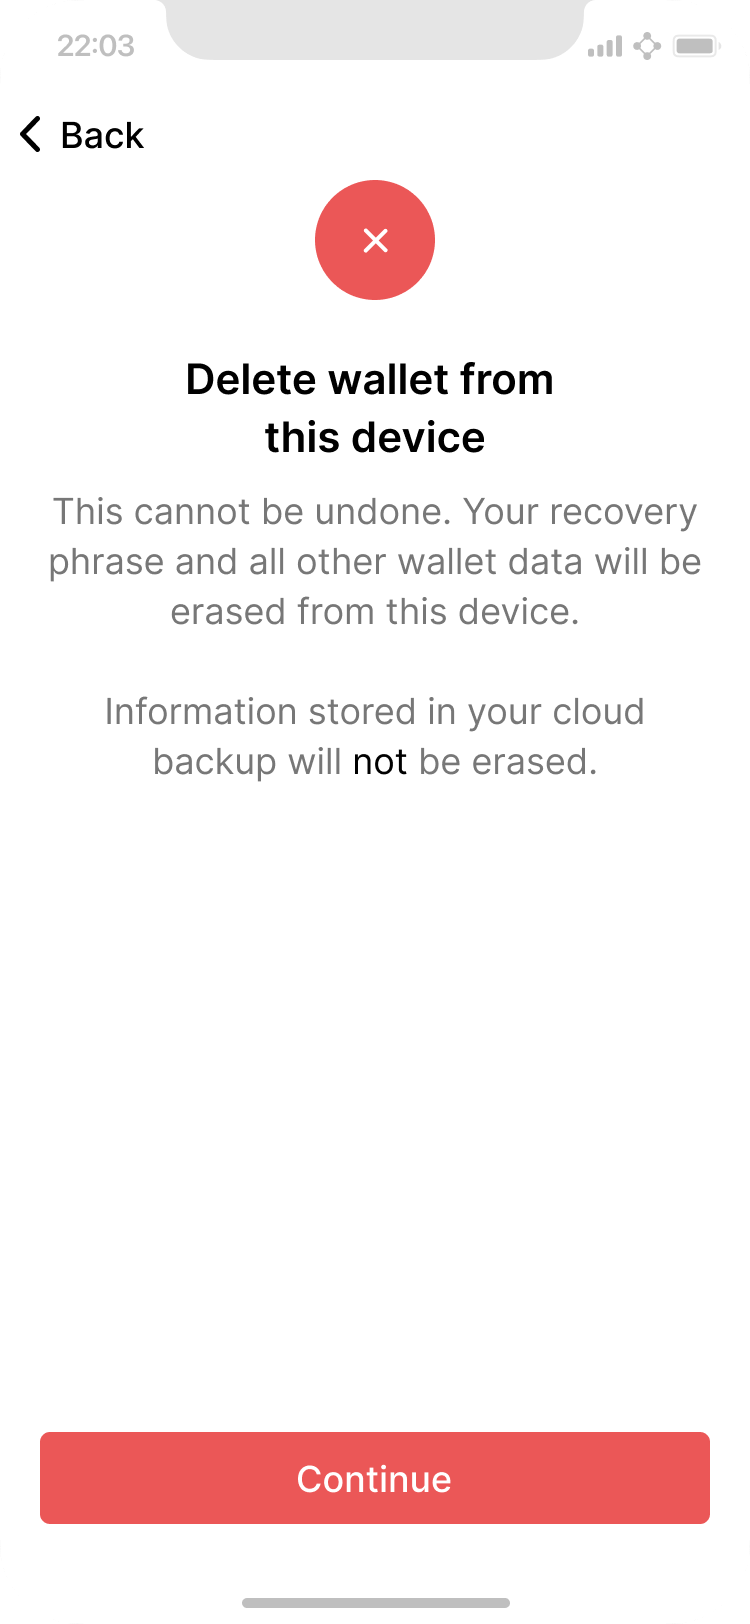 22:03
Back
Delete wallet from
this device
This cannot be undone. Your recovery
phrase and all other wallet data will be
erased from this device.
Information stored in your cloud
backup will not be erased.
Continue